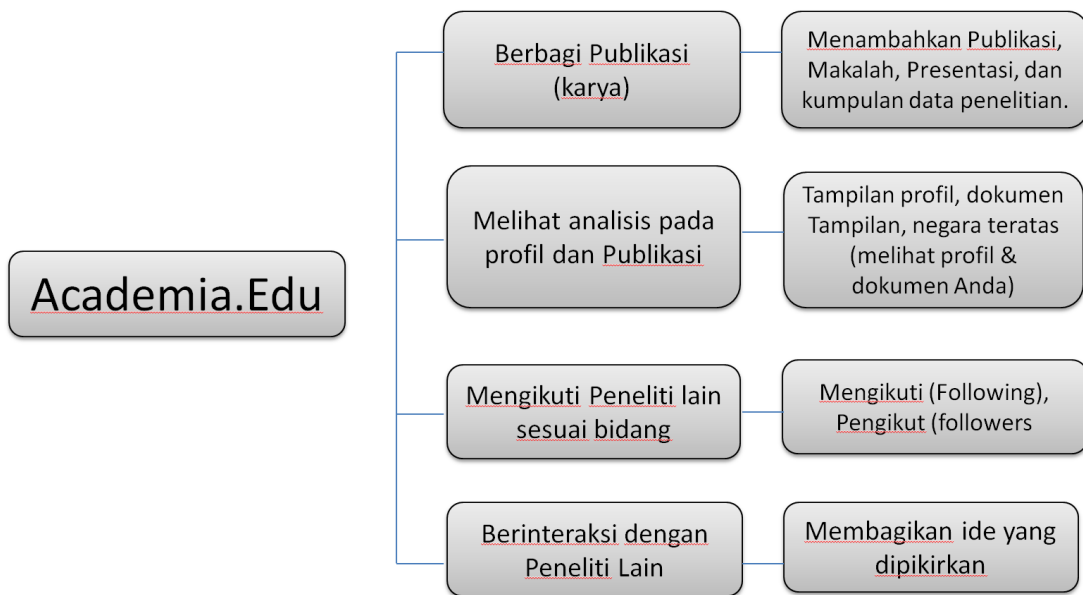 Academia.Edu
Berbagi Publikasi
(karya)
Menambahkan Publikasi,
Makalah, Presentasi, dan
kumpulan data penelitian.
Melihat analisis pada
profil dan Publikasi
Tampilan profil, dokumen
Tampilan, negara teratas
(melihat profil &
dokumen Anda)
Mengikuti Peneliti lain
sesuai bidang
Mengikuti (Following),
Pengikut (followers
Berinteraksi dengan
Peneliti Lain
Membagikan ide yang
dipikirkan